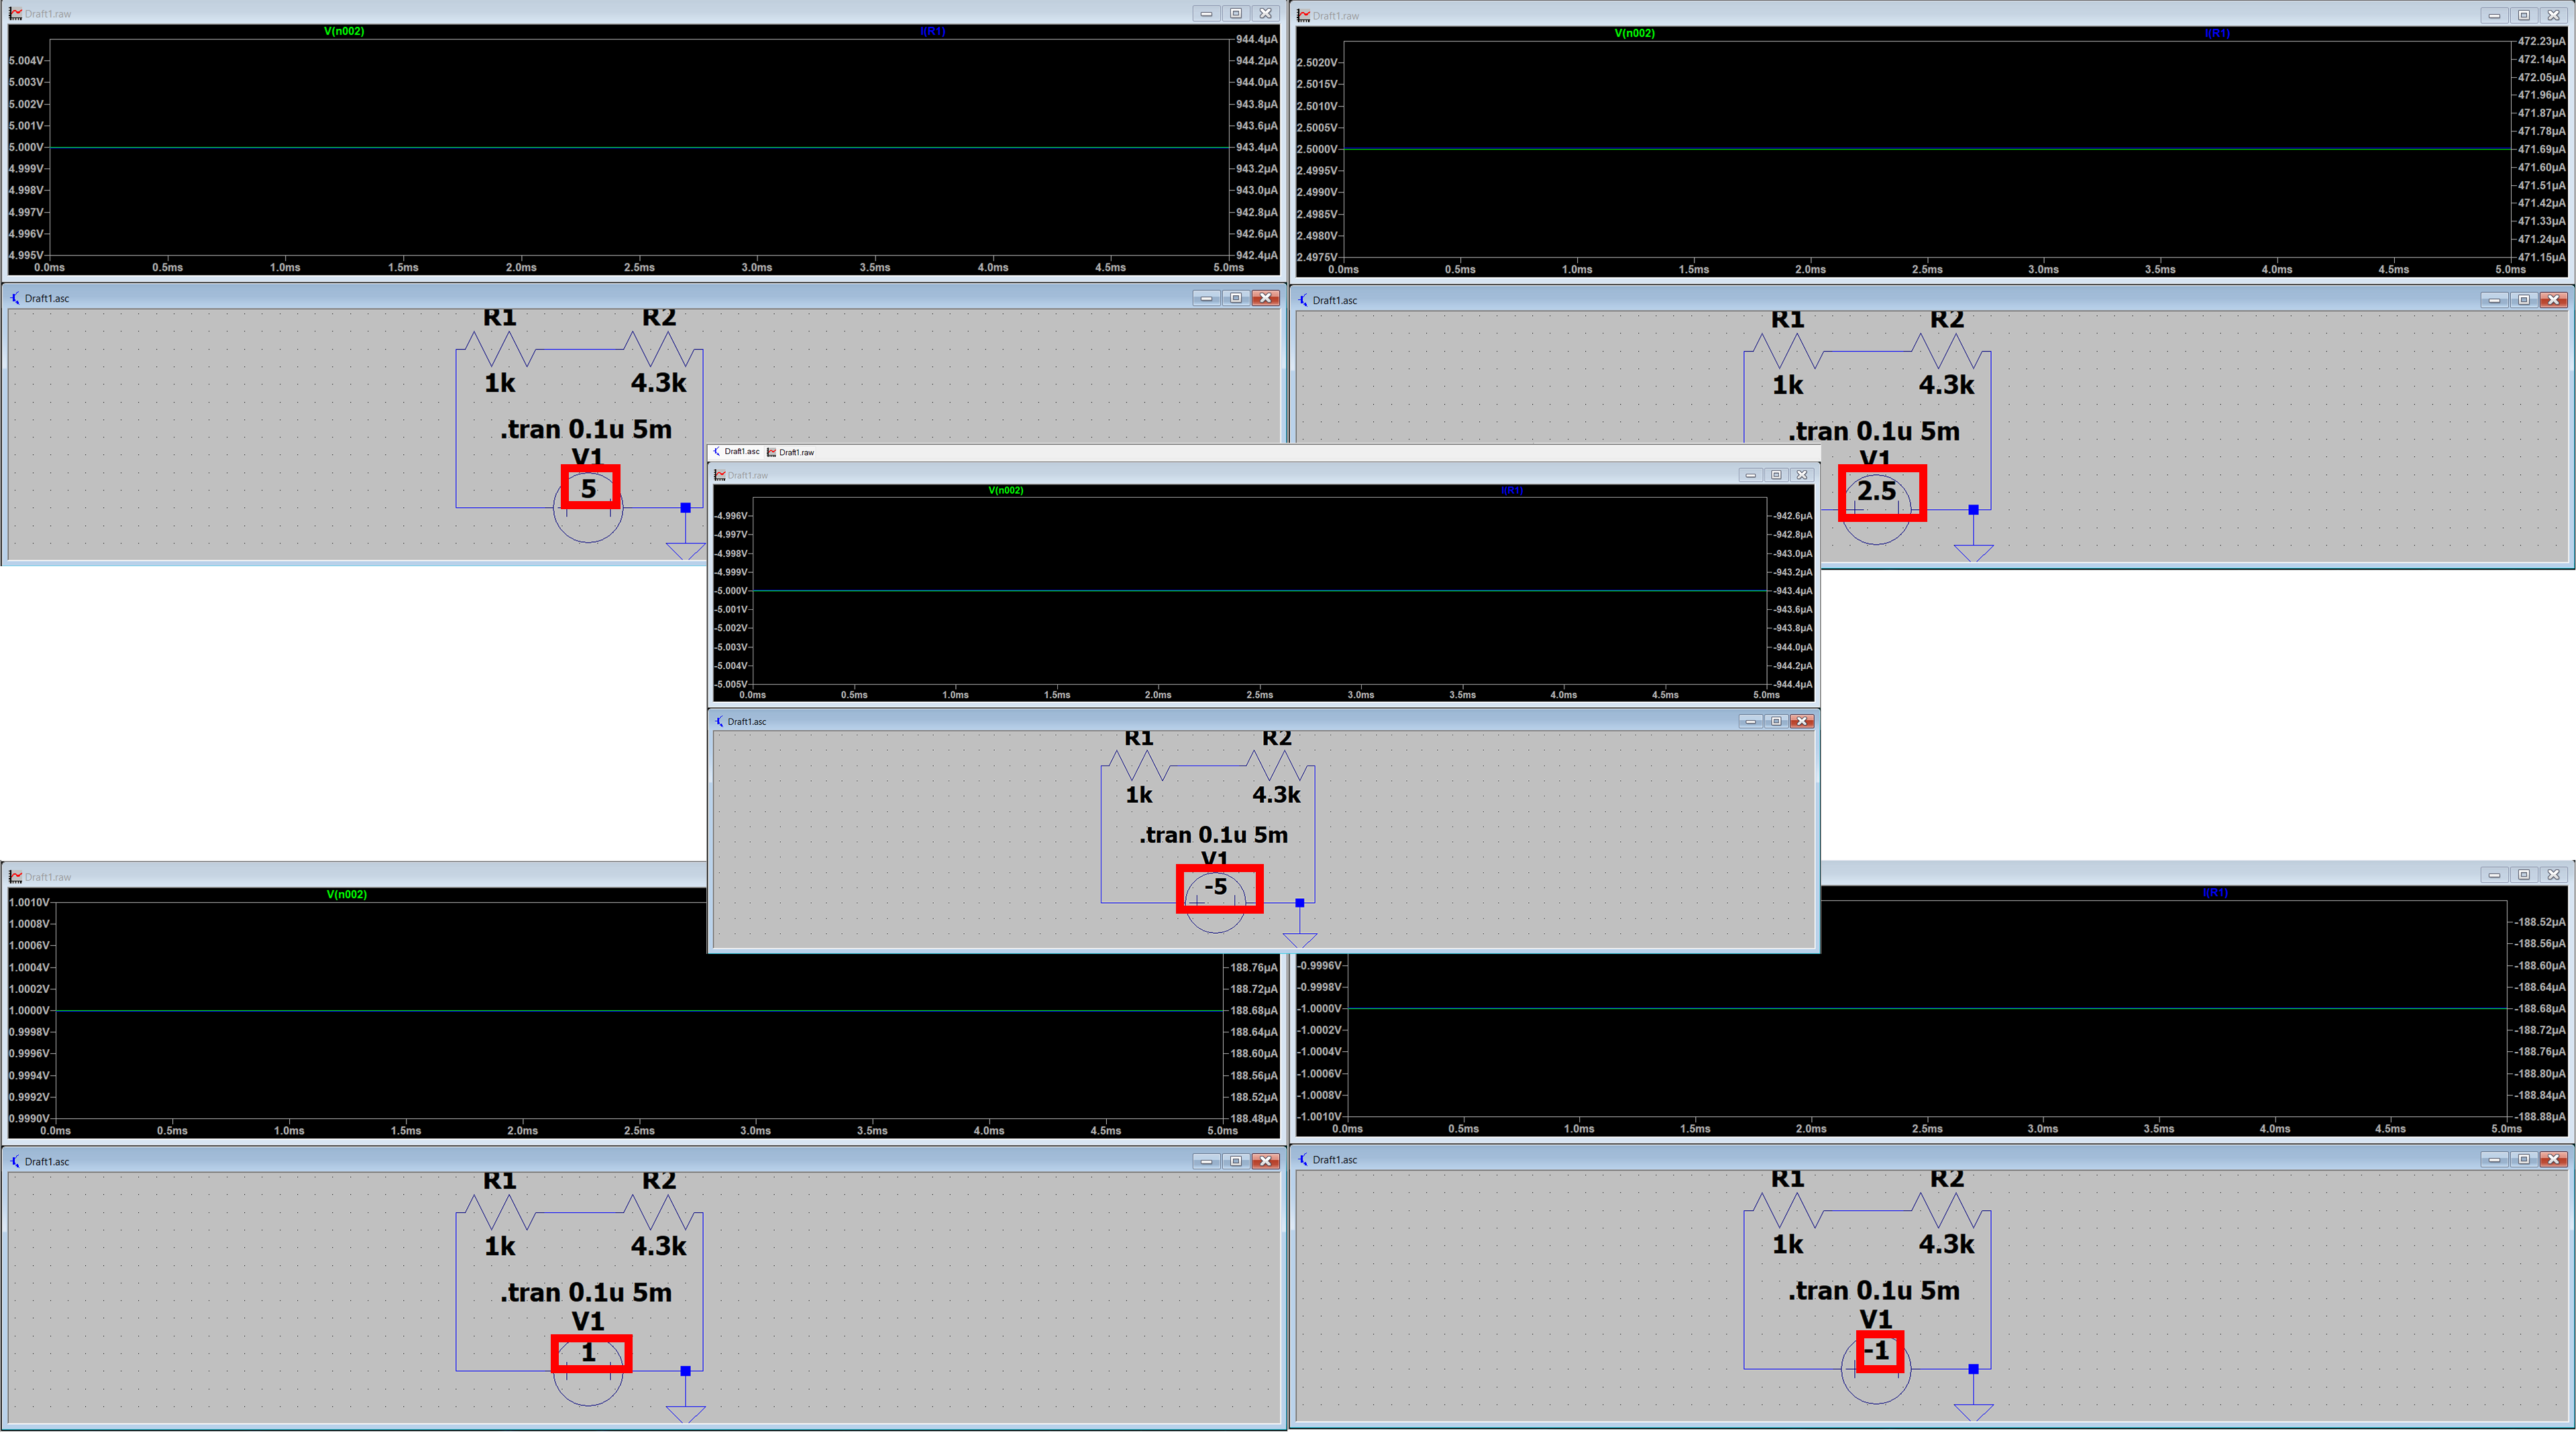 Draft1.raw
V(n002) I(R1)
5.004V
5.003V
5.002V
5.001V
5.000V
4.999V
4.998V
4.997V
4.996V
4.995V
944.4µA
944.2µA
944.0µA
943.8µA
943.6µA
943.4µA
943.2µA
943.0µA
942.8µA
942.6µA
942.4µA
0.0ms 0.5ms 1.0ms 1.5ms 2.0ms 2.5ms 3.0ms 3.5ms 4.0ms 4.5ms 5.0ms
Draft1.asc
R1 R2
1k 4.3k
.tran 0.1u 5m
V1
5
Draft1.raw
V(n002) I(R1)
2.5020V
2.5015V
2.5010V
2.5005V
2.5000V
2.4995V
2.4990V
2.4985V
2.4980V
2.4975V
472.23µA
472.14µA
472.05µA
471.96µA
471.87µA
471.78µA
471.69µA
471.60µA
471.51µA
471.42µA
471.33µA
471.24µA
471.15µA
0.0ms 0.5ms 1.0ms 1.5ms 2.0ms 2.5ms 3.0ms 3.5ms 4.0ms 4.5ms 5.0ms
Draft1.asc
R1 R2
1k 4.3k
.tran 0.1u 5m
V1
2.5
Draft1.asc Draft1.raw
Draft1.raw
V(n002) I(R1)
-4.996V
-4.997V
-4.998V
-4.999V
-5.000V
-5.001V
-5.002V
-5.003V
-5.004V
-5.005V
-942.6µA
-942.8µA
-943.0µA
-943.2µA
-943.4µA
-943.6µA
-943.8µA
-944.0µA
-944.2µA
-944.4µA
0.0ms 0.5ms 1.0ms 1.5ms 2.0ms 2.5ms 3.0ms 3.5ms 4.0ms 4.5ms 5.0ms
Draft1.asc
R1 R2
1k 4.3k
.tran 0.1u 5m
V1
-5
Draft1.raw
V(n002)
1.0010V
1.0008V
1.0006V
1.0004V
1.0002V
1.0000V
0.9998V
0.9996V
0.9994V
0.9992V
0.9990V
188.76µA
188.72µA
188.68µA
188.64µA
188.60µA
188.56µA
188.52µA
188.48µA
0.0ms 0.5ms 1.0ms 1.5ms 2.0ms 2.5ms 3.0ms 3.5ms 4.0ms 4.5ms 5.0ms
Draft1.asc
R1 R2
1k 4.3k
.tran 0.1u 5m
V1
1
I(R1)
-0.9996V
-0.9998V
-1.0000V
-1.0002V
-1.0004V
-1.0006V
-1.0008V
-1.0010V
-188.52µA
-188.56µA
-188.60µA
-188.64µA
-188.68µA
-188.72µA
-188.76µA
-188.80µA
-188.84µA
-188.88µA
0.0ms 0.5ms 1.0ms 1.5ms 2.0ms 2.5ms 3.0ms 3.5ms 4.0ms 4.5ms 5.0ms
Draft1.asc
R1 R2
1k 4.3k
.tran 0.1u 5m
V1
-1